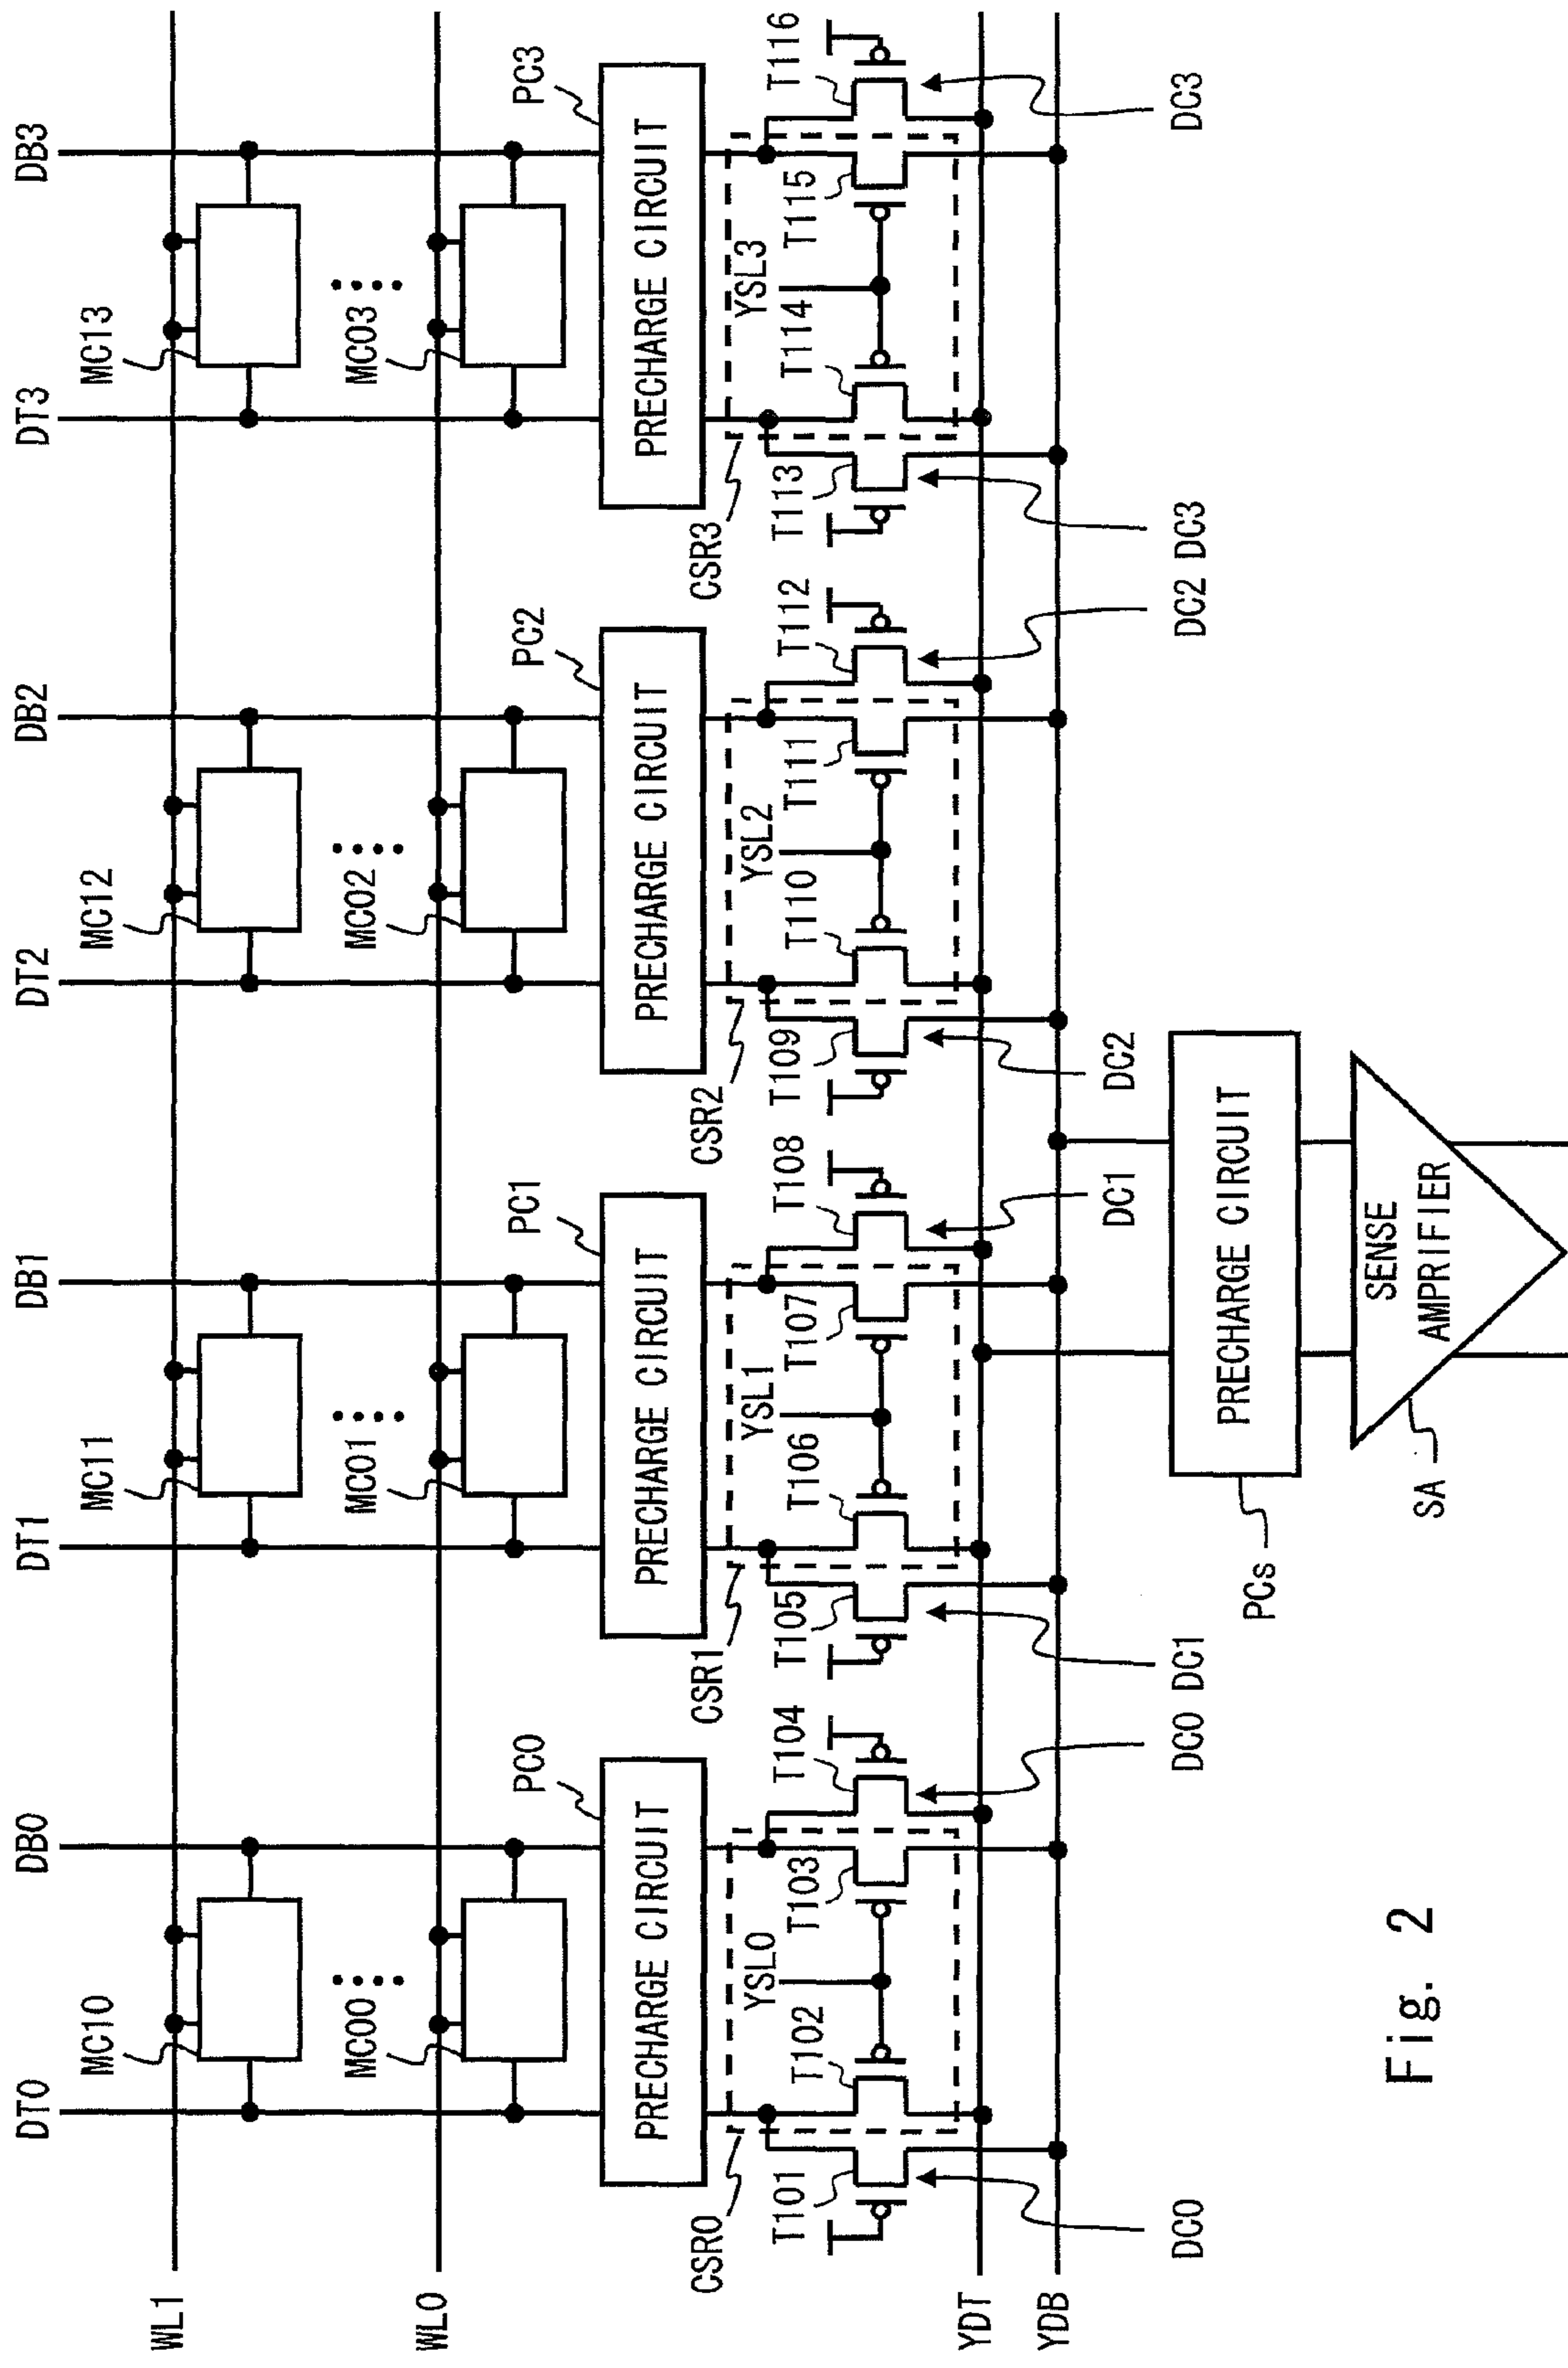 DT0
DB0
DT1
DB1
DT2
DB2
DT3
DB3
WL1
MC10
MC11
MC12
MC13
WL0
MC00
MC01
MC02
MC03
PC0
PC1
PC2
PC3
PRECHARGE CIRCUIT
PRECHARGE CIRCUIT
PRECHARGE CIRCUIT
PRECHARGE CIRCUIT
CSR0
YSL0
CSR1
YSL1
CSR2
YSL2
CSR3
YSL3
T101
T102
T103
T104
T105
T106
T107
T108
T109
T110
T111
T112
T113
T114
T115
T116
YDT
YDB
DC0
DC0
DC1
DC1
DC2
DC2
DC3
DC3
PRECHARGE CIRCUIT
PCs
SENSE
AMPRIFIER
SA
Fig. 2